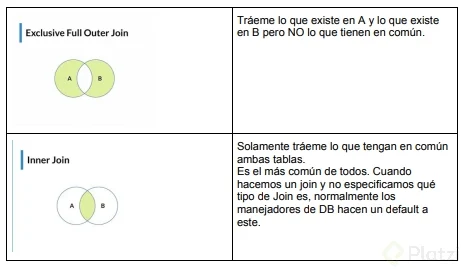 Exclusive Full Outer Join
A
B
Tráeme lo que existe en A y lo que existe
en B pero NO lo que tienen en común.
Inner Join
A
B
Solamente tráeme lo que tengan en común
ambas tablas.
Es el más común de todos. Cuando
hacemos un join y no especificamos qué
tipo de Join es, normalmente los
manejadores de DB hacen un default a
este.
Platzi